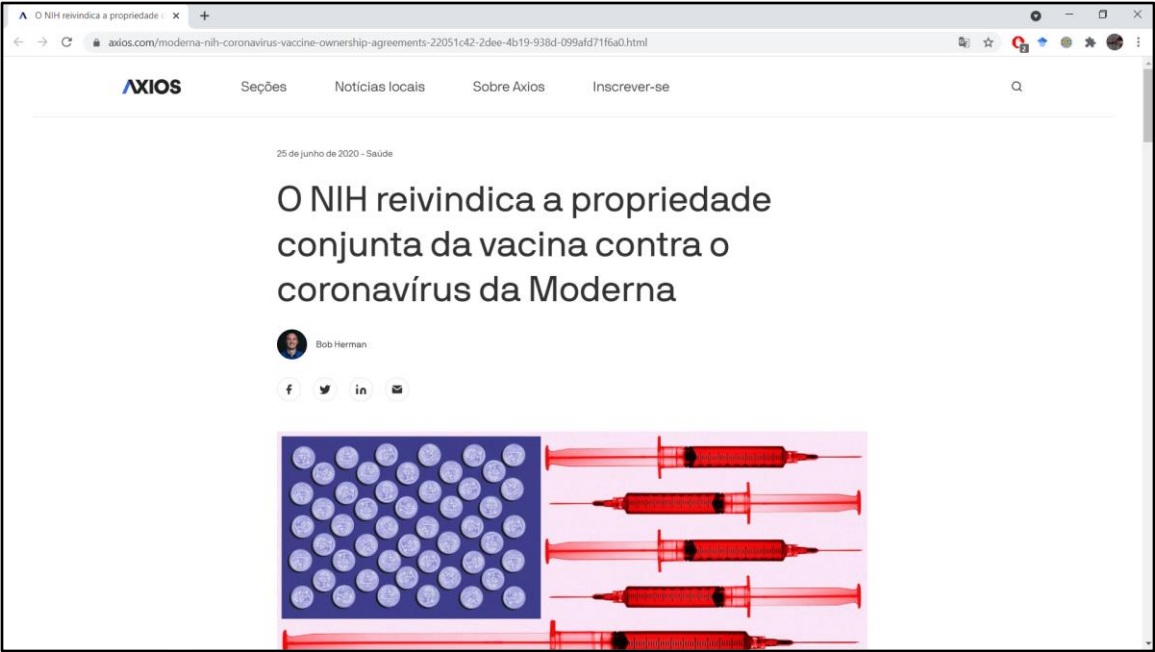 O NIH reivindica a propriedade c
axios.com/moderna-nih-coronavirus-vaccine-ownership-agreements-22051c42-2dee-4b19-938d-099afd71f6a0.html
2
AXIOS Seções Notícias locais Sobre Axios Inscrever-se
25 de junho de 2020 - Saúde
O NIH reivindica a propriedade
conjunta da vacina contra o
coronavírus da Moderna
Bob Herman